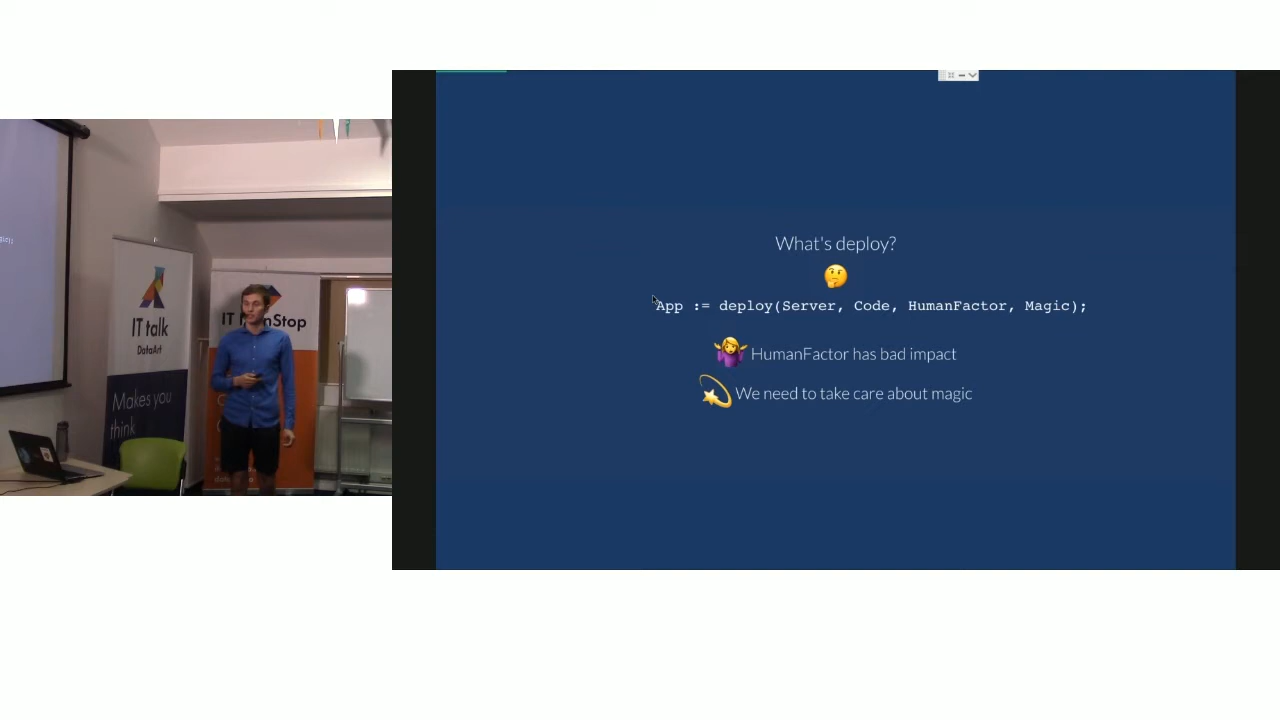 What's deploy?
App := deploy(Server, Code, HumanFactor, Magic);
HumanFactor has bad impact
We need to take care about magic
IT talk
DataArt
Makes you
think
IT NonStop